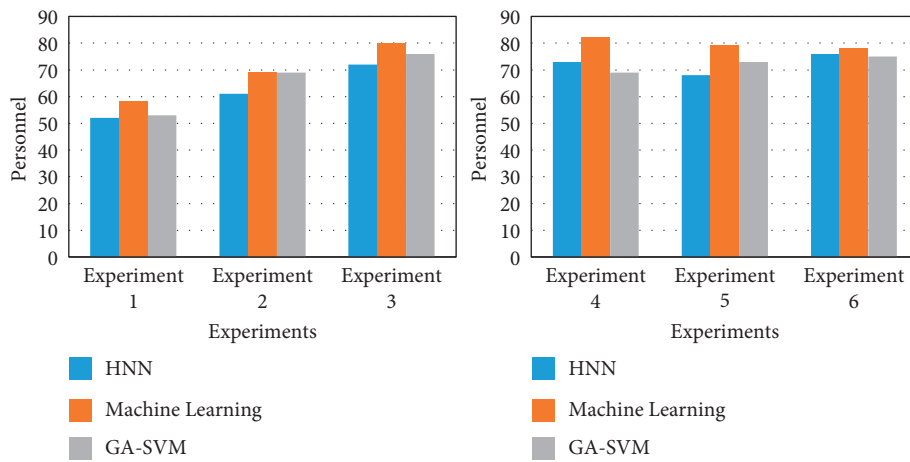 90
80
70
60
50
40
30
20
10
0
Personnel
Experiment
1
Experiment
2
Experiment
3
Experiments
HNN
Machine Learning
GA-SVM
90
80
70
60
50
40
30
20
10
0
Personnel
Experiment
4
Experiment
5
Experiment
6
Experiments
HNN
Machine Learning
GA-SVM